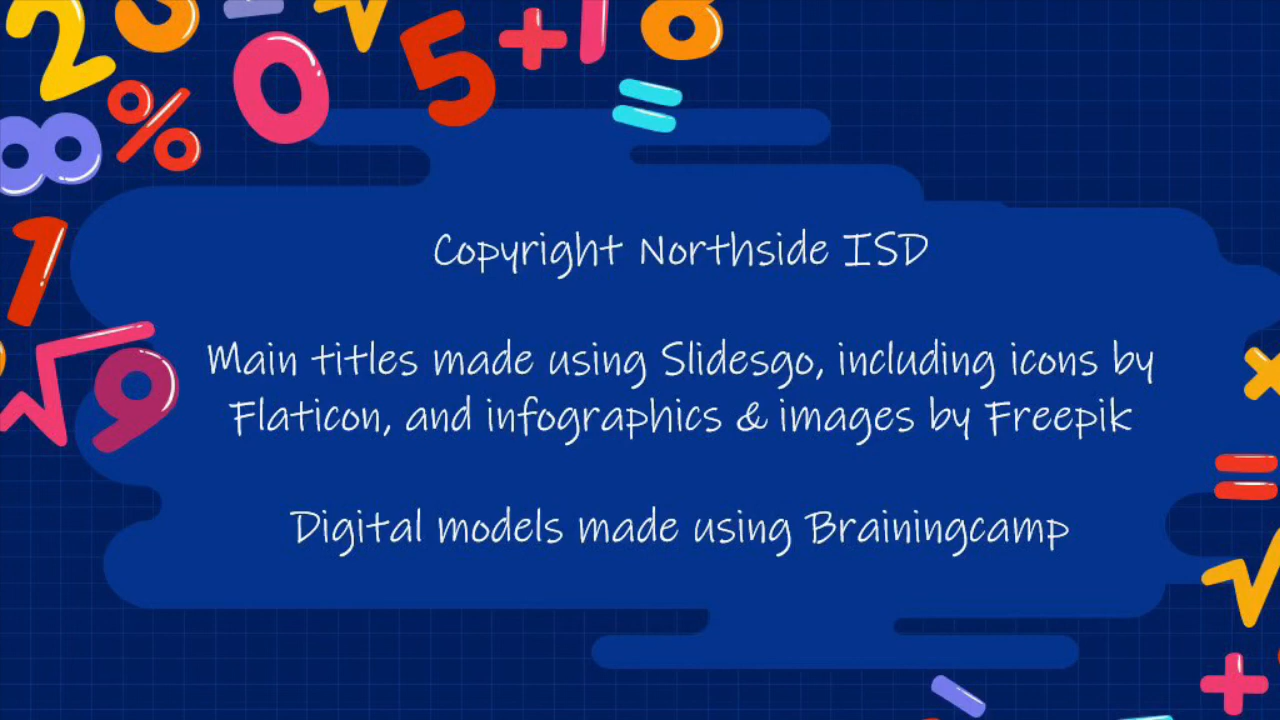 Copyright Northside ISD
Main titles made using Slidesgo, including icons by
Flaticon, and infographics & images by Freepik
Digital models made using Brainingcamp